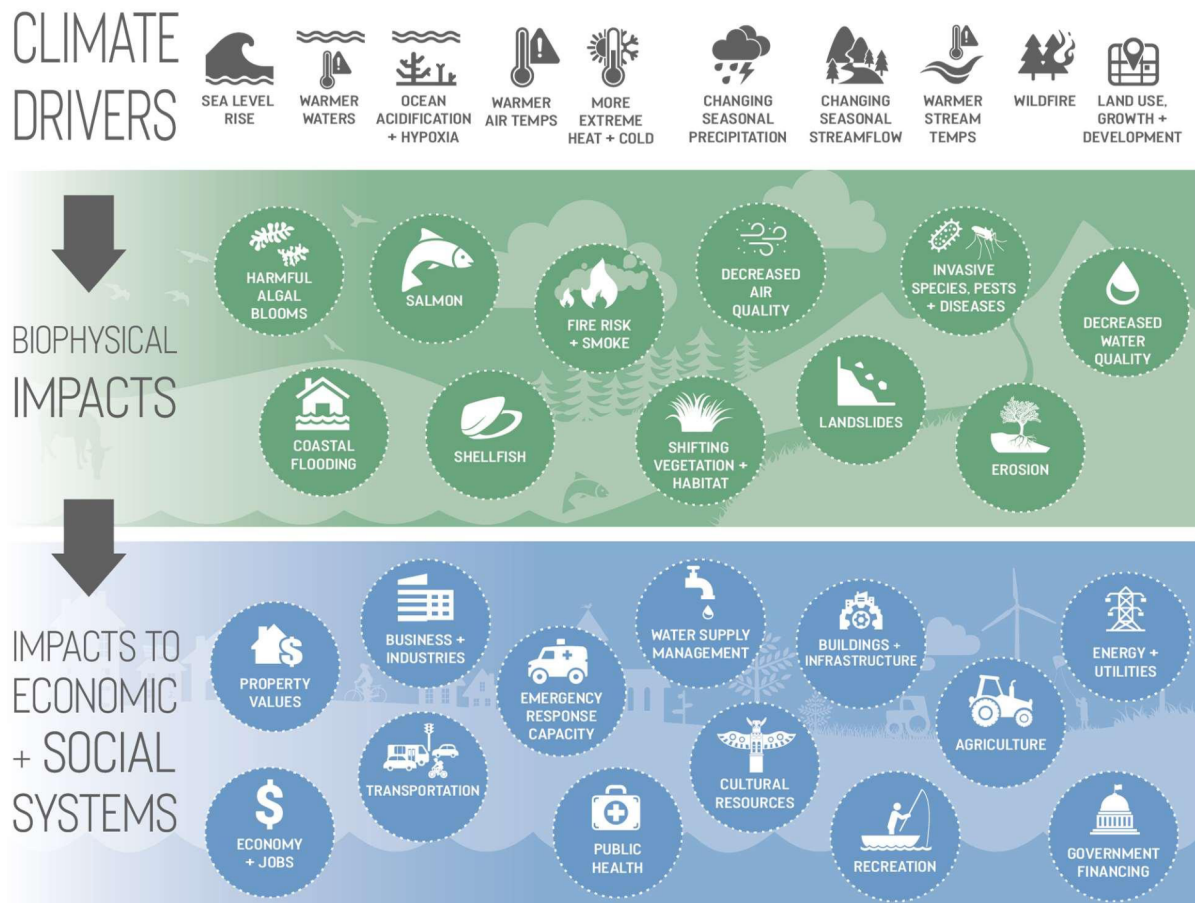 CLIMATE
DRIVERS
SEA LEVEL
RISE
WARMER
WATERS
OCEAN
ACIDIFICATION
+ HYPOXIA
WARMER
AIR TEMPS
MORE
EXTREME
HEAT + COLD
CHANGING
SEASONAL
PRECIPITATION
CHANGING
SEASONAL
STREAMFLOW
WARMER
STREAM
TEMPS
WILDFIRE
LAND USE,
GROWTH +
DEVELOPMENT
BIOPHYSICAL
IMPACTS
HARMFUL
ALGAL
BLOOMS
SALMON
FIRE RISK
+ SMOKE
DECREASED
AIR
QUALITY
INVASIVE
SPECIES, PESTS
+ DISEASES
DECREASED
WATER
QUALITY
COASTAL
FLOODING
SHELLFISH
SHIFTING
VEGETATION +
HABITAT
LANDSLIDES
EROSION
IMPACTS TO
ECONOMIC
+ SOCIAL
SYSTEMS
PROPERTY
VALUES
$
BUSINESS +
INDUSTRIES
EMERGENCY
RESPONSE
CAPACITY
WATER SUPPLY
MANAGEMENT
BUILDINGS +
INFRASTRUCTURE
AGRICULTURE
ENERGY +
UTILITIES
$
ECONOMY
+ JOBS
TRANSPORTATION
PUBLIC
HEALTH
CULTURAL
RESOURCES
RECREATION
GOVERNMENT
FINANCING